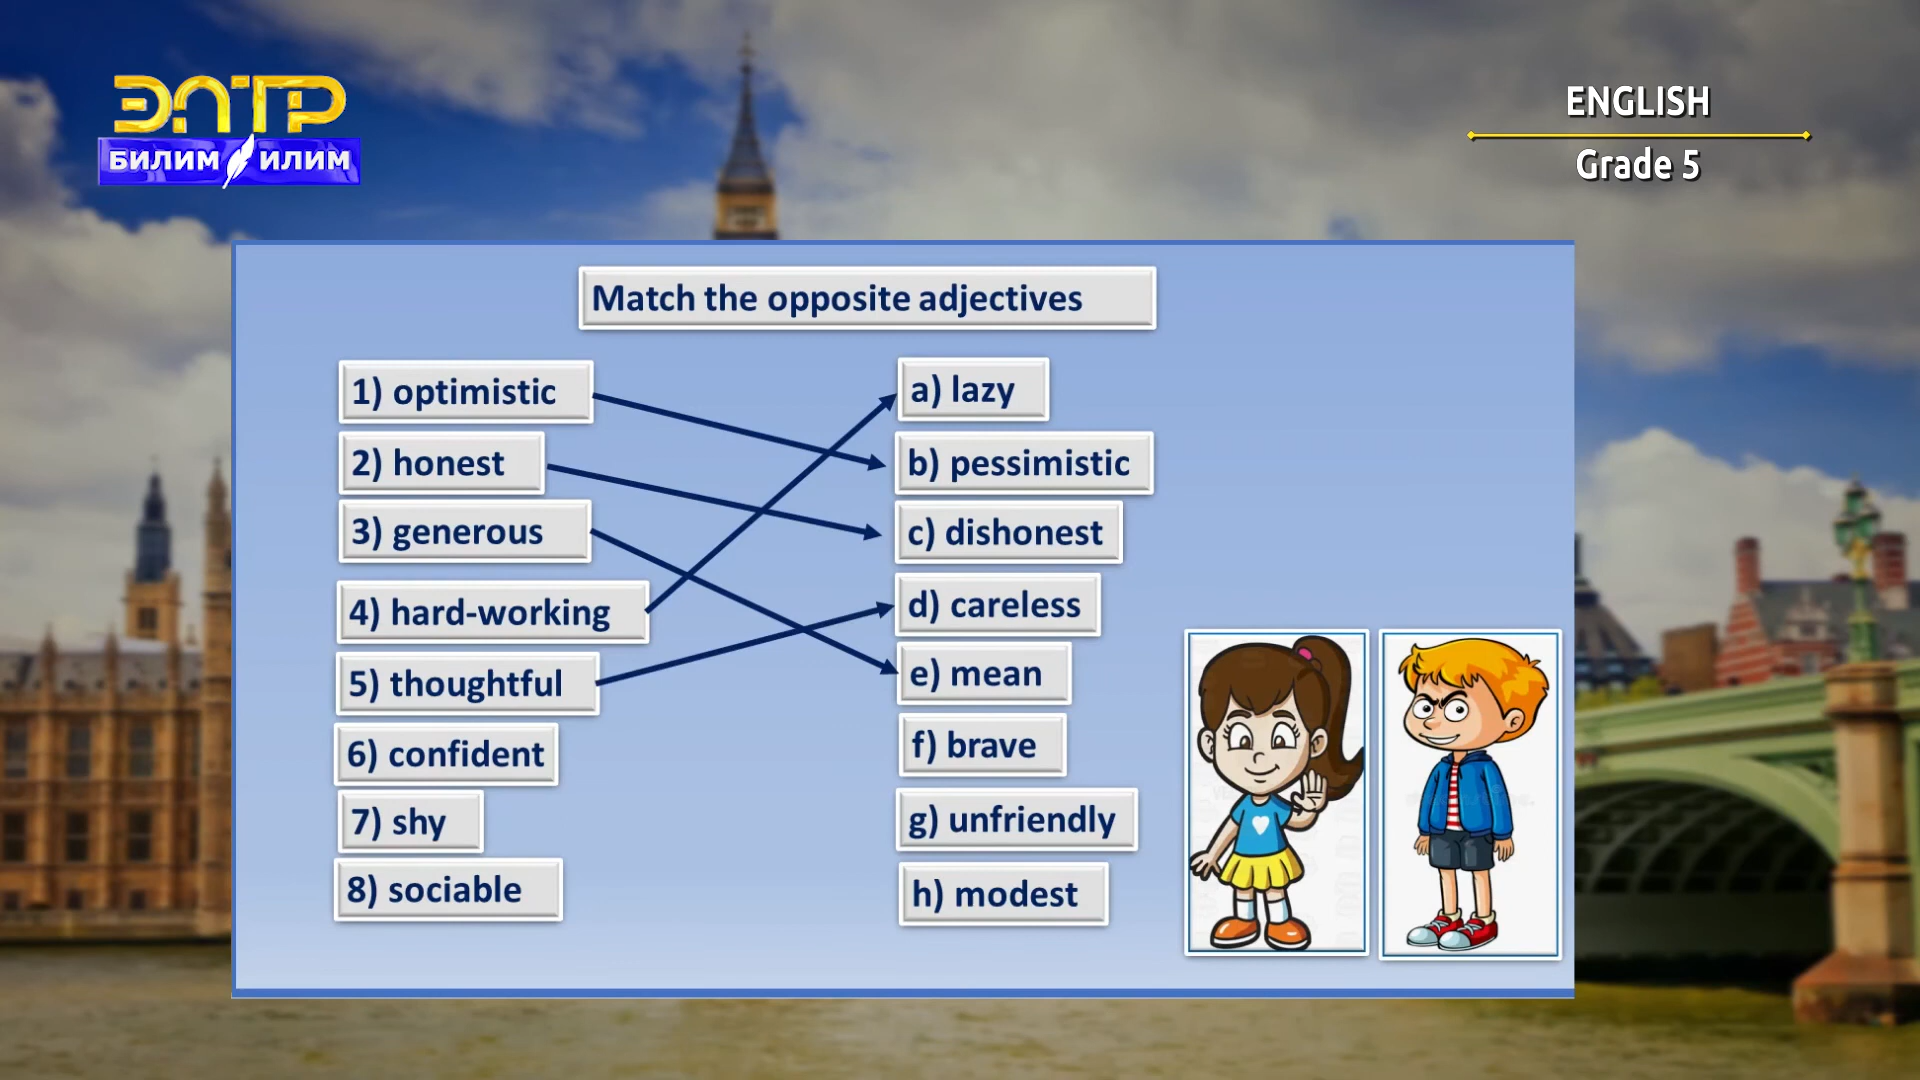 ЭЛТР
БИЛИМ ИЛИМ
ENGLISH
Grade 5
Match the opposite adjectives
1) optimistic
2) honest
3) generous
4) hard-working
5) thoughtful
6) confident
7) shy
8) sociable
a) lazy
b) pessimistic
c) dishonest
d) careless
e) mean
f) brave
g) unfriendly
h) modest